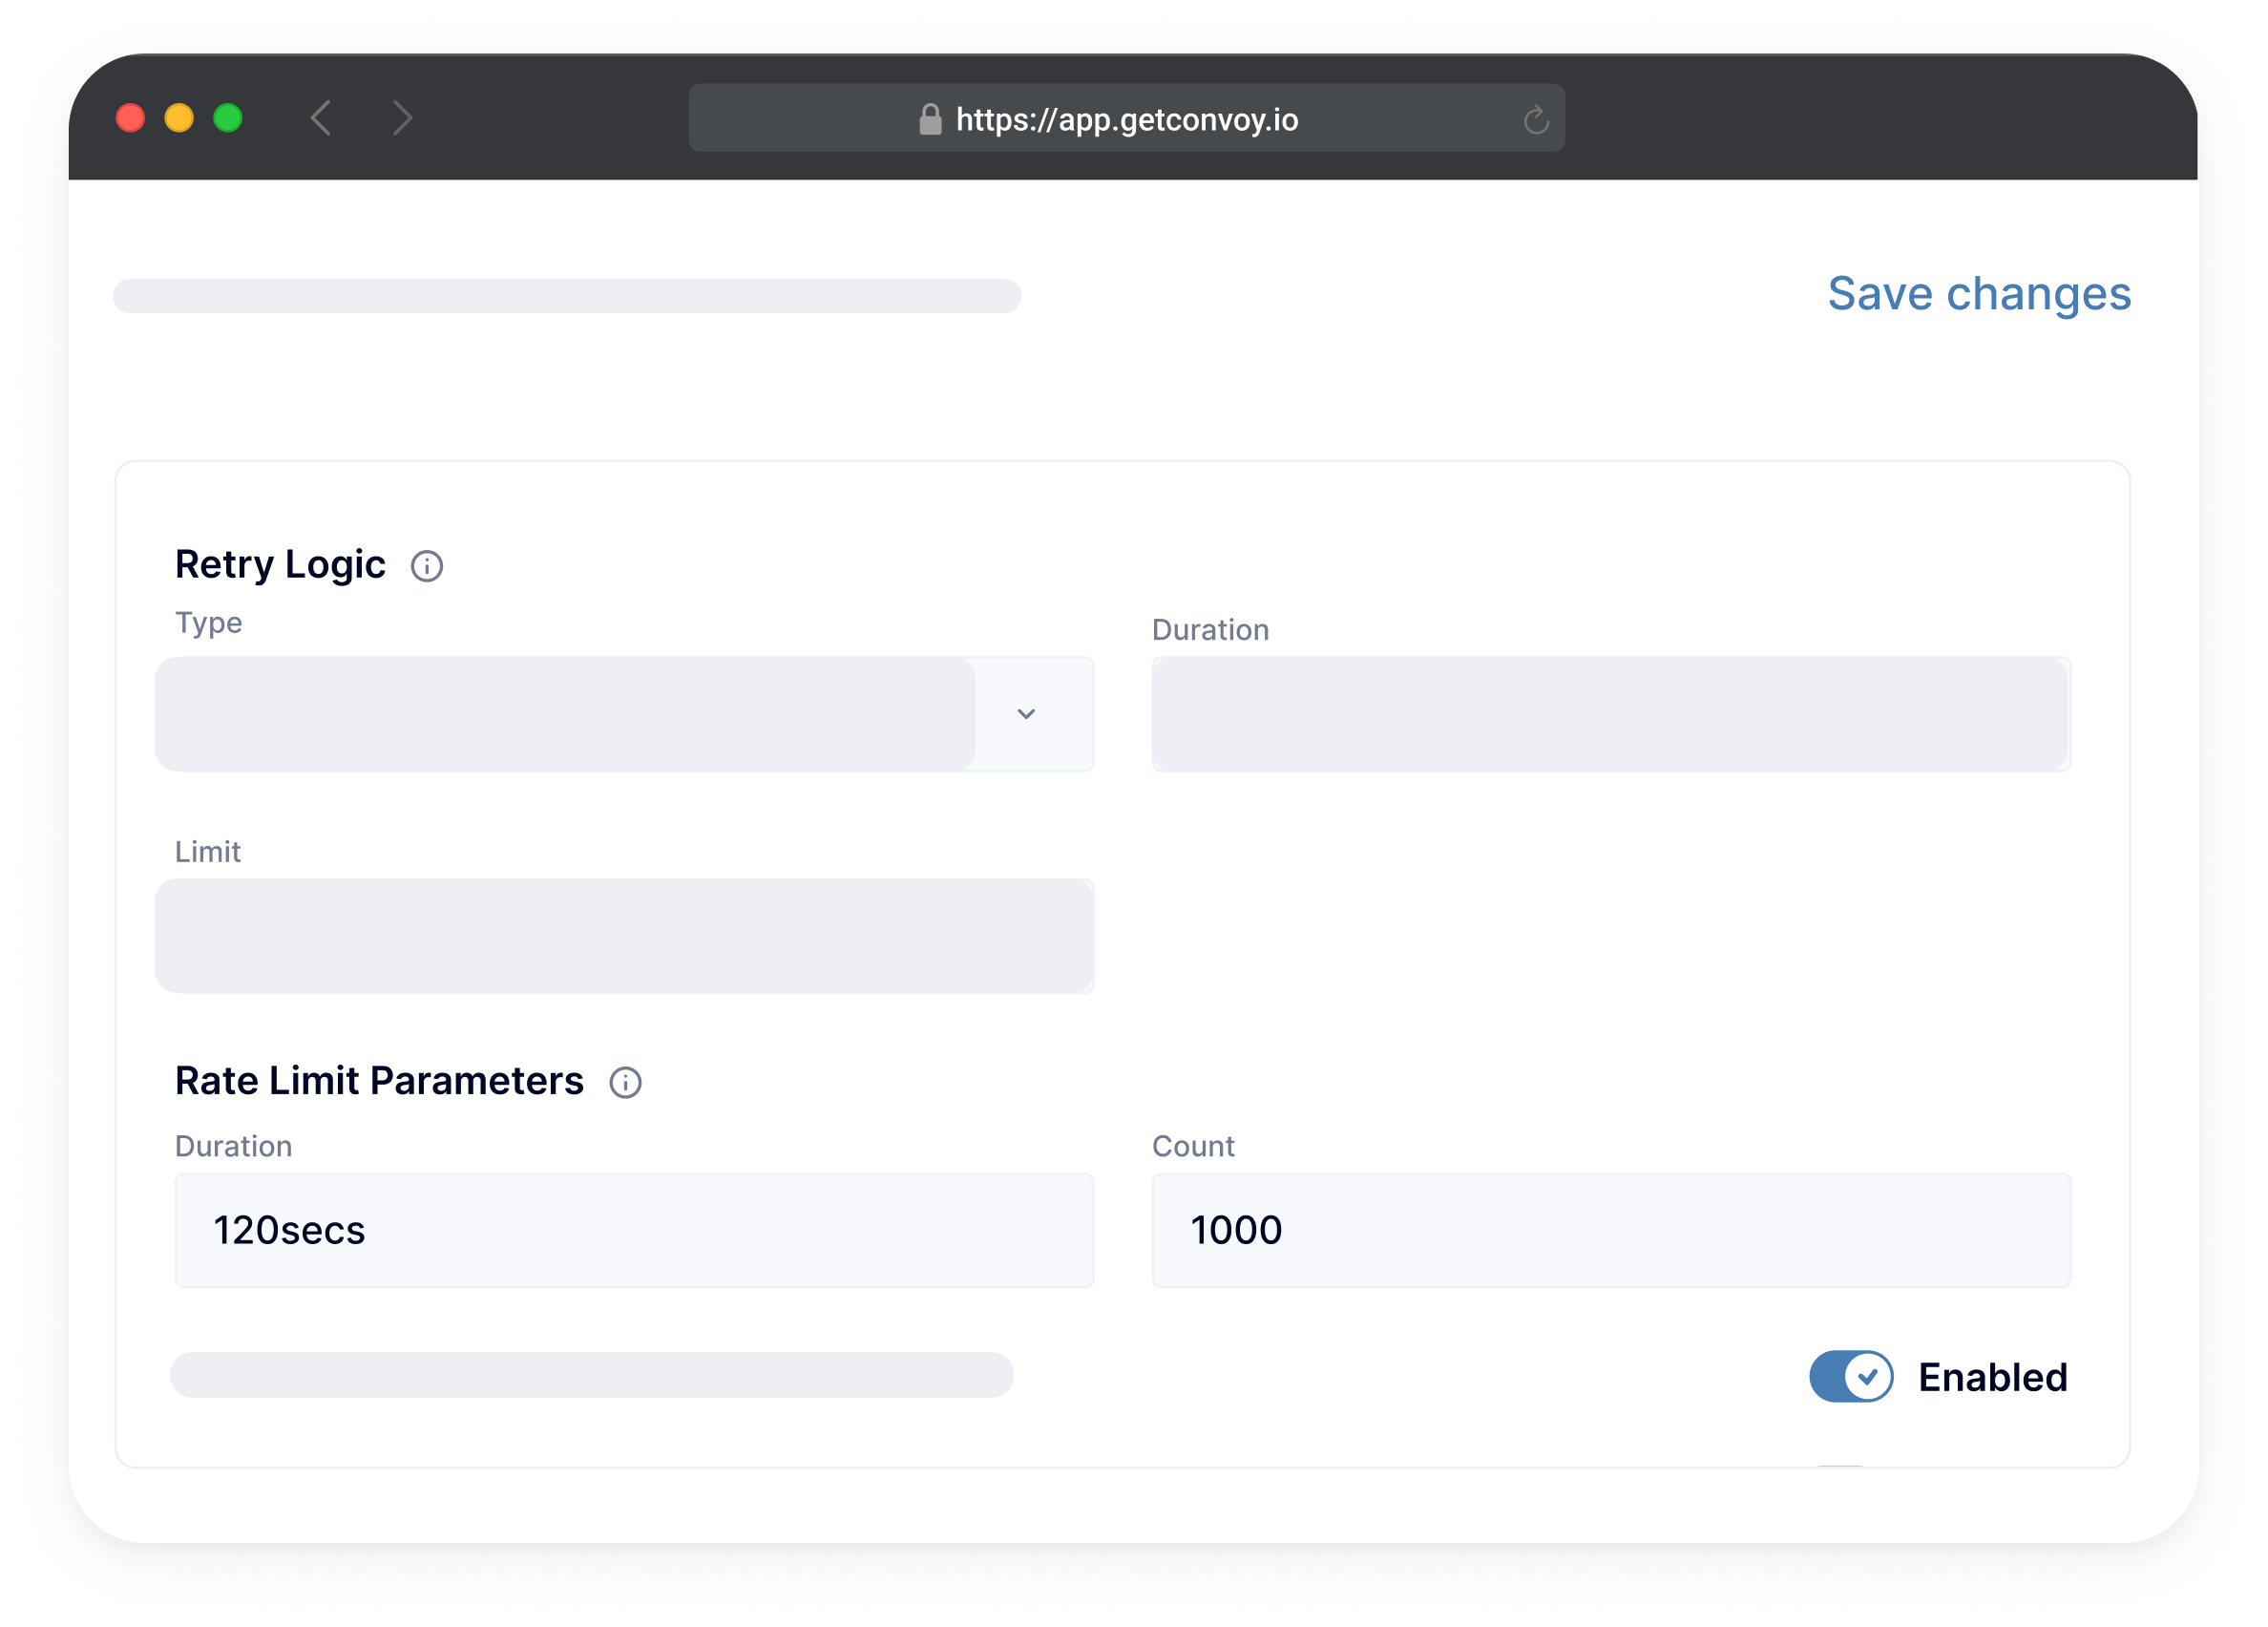 https://app.getconvoy.io
Save changes
Retry Logic
Type
Duration
Limit
Rate Limit Parameters
Duration
Count
120secs
1000
Enabled